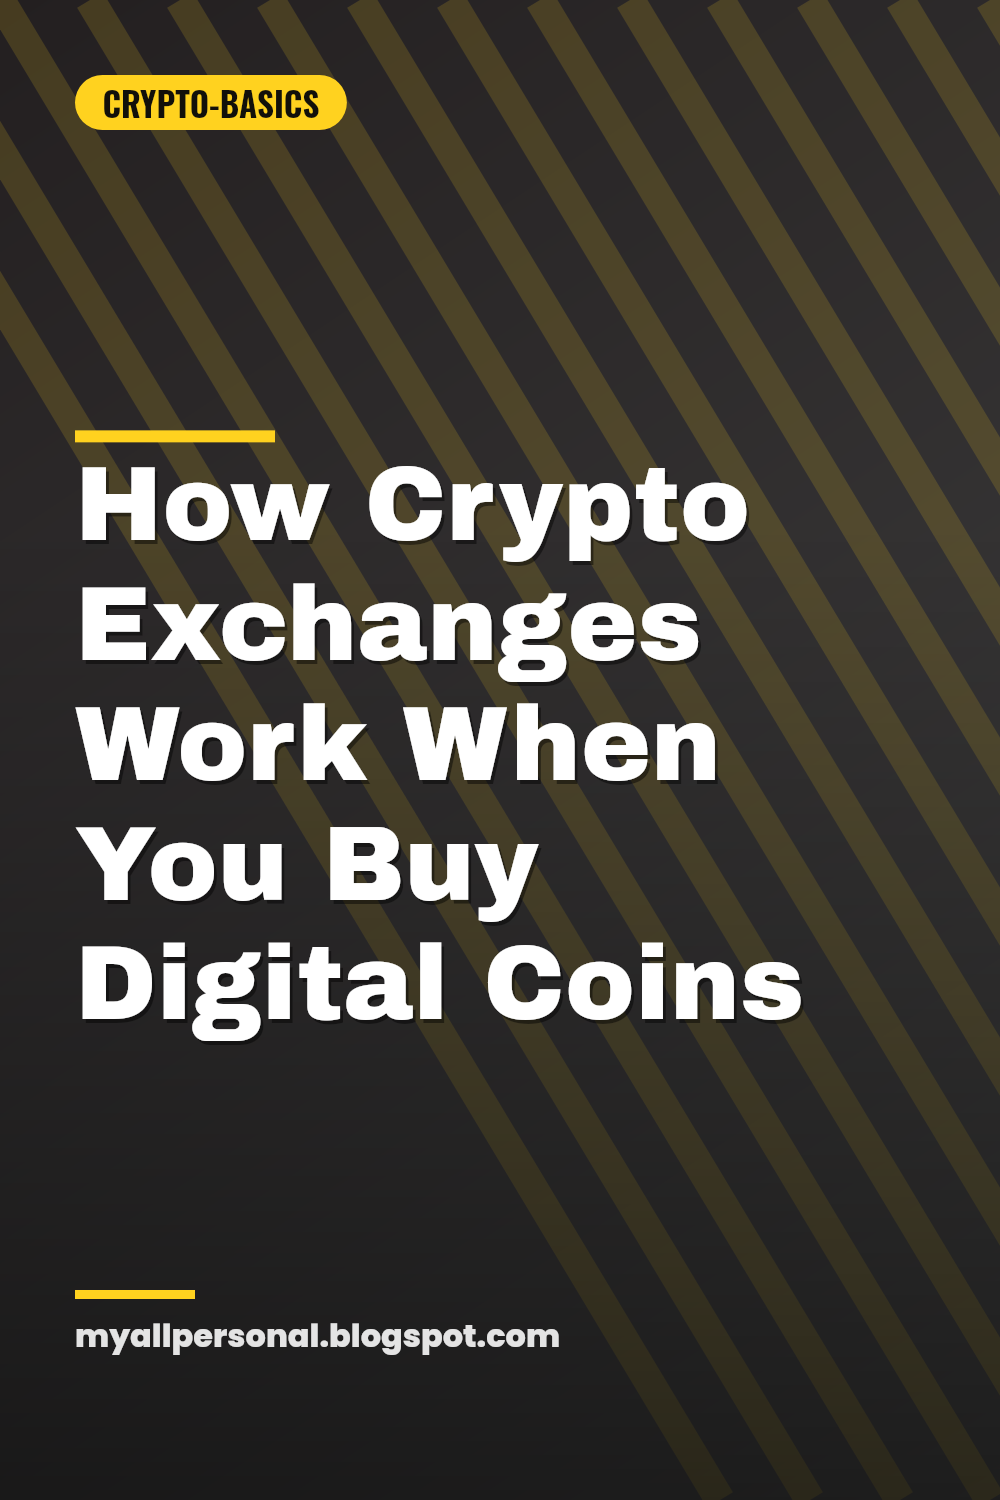 CRYPTO-BASICS
How Crypto
Exchanges
Work When
You Buy
Digital Coins
myallpersonal.blogspot.com